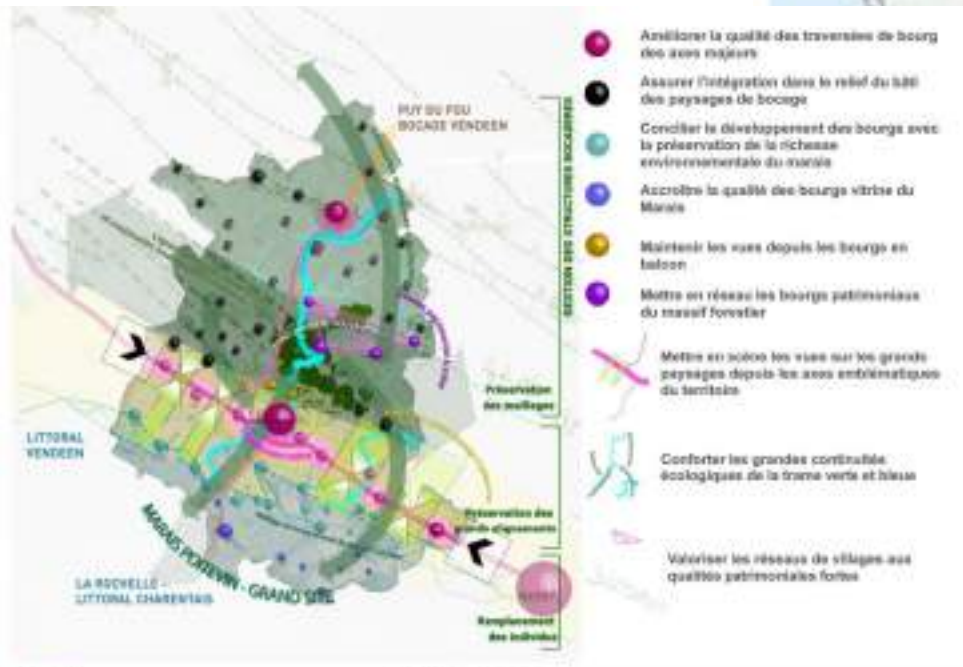 PUY DU FOU
BOCAGE VENDEEN
LITTORAL
VENDEEN
LA ROCHELLE -
LITTORAL CHARENTAIS
MARAIS POITEVIN - GRAND SITE
GESTION DES STRUCTURES BOCAGERES
Préservation
des maillages
Préservation des
grands alignements
Remplacement
des individus
Améliorer la qualité des traversées de bourg
des axes majeurs
Assurer l'intégration dans le relief du bâti
des paysages de bocage
Concilier le développement des bourgs avec
la préservation de la richesse
environnementale du marais
Accroître la qualité des bourgs vitrine du
Marais
Maintenir les vues depuis les bourgs en
balcon
Mettre en réseau les bourgs patrimoniaux
du massif forestier
Mettre en scène les vues sur les grands
paysages depuis les axes emblématiques
du territoire
Conforter les grandes continuités
écologiques de la trame verte et bleue
Valoriser les réseaux de villages aux
qualités patrimoniales fortes